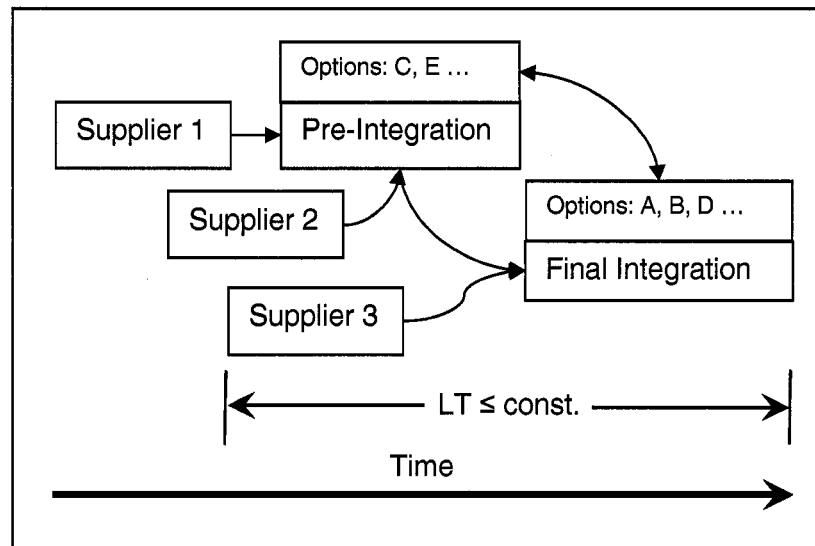 Options: C, E ...
Supplier 1
Pre-Integration
Options: A, B, D ...
Supplier 2
Final Integration
Supplier 3
LT ≤ const.
Time